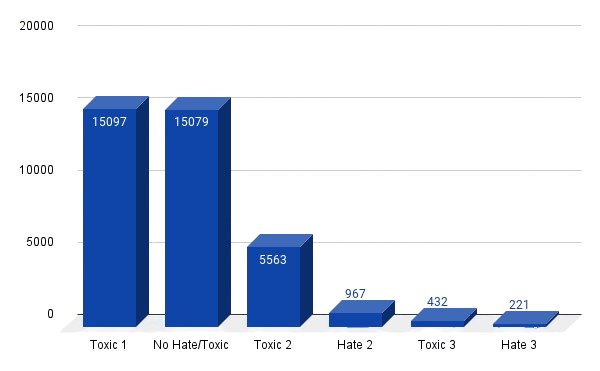 20000
15000
10000
5000
0
15097
15079
5563
967
432
221
Toxic 1
No Hate/Toxic
Toxic 2
Hate 2
Toxic 3
Hate 3